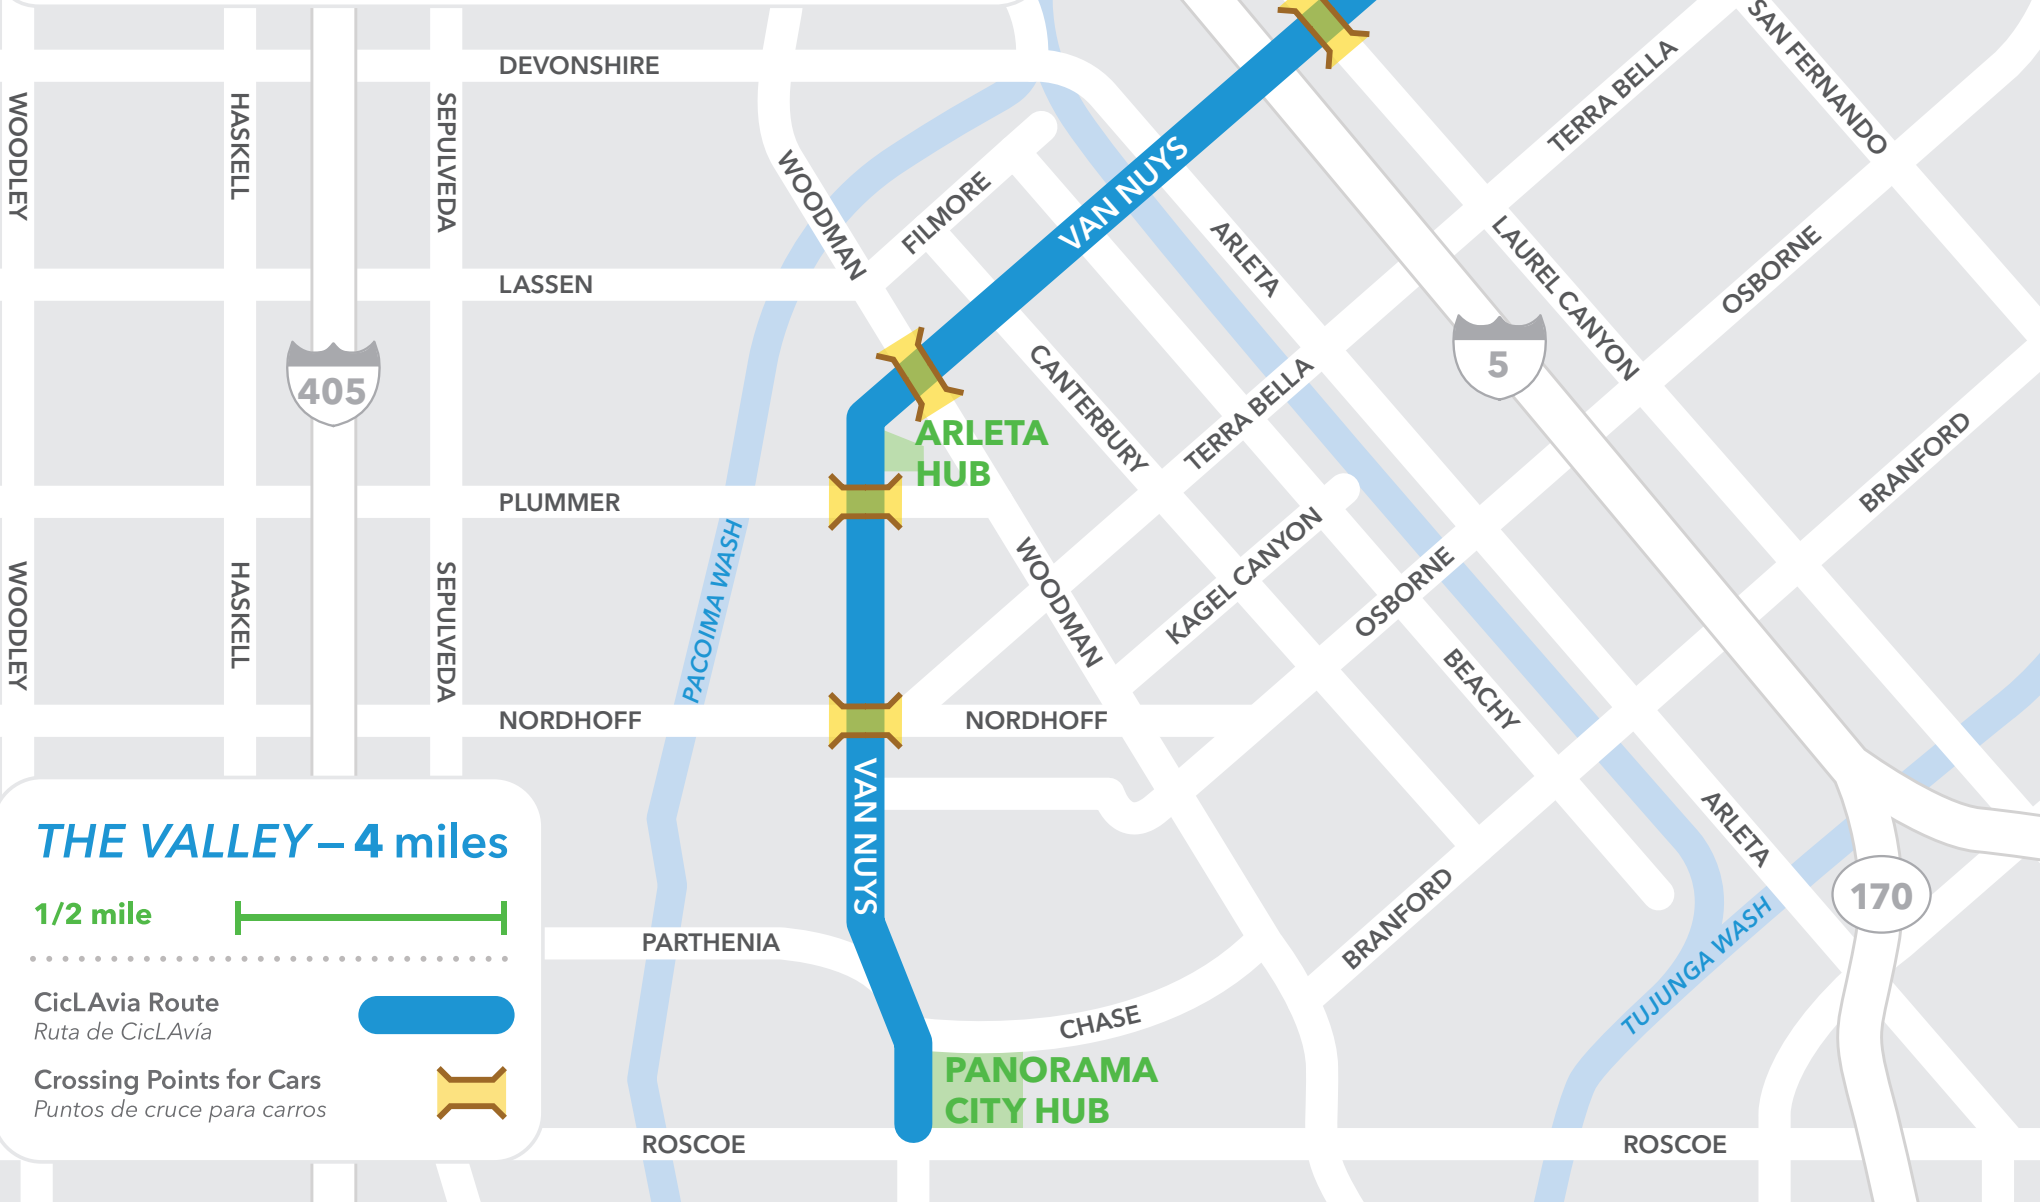 DEVONSHIRE
SAN FERNANDO
TERRA BELLA
WOODLEY
HASKELL
SEPULVEDA
WOODMAN
FILMORE
VAN NUYS
ARLETA
LAUREL CANYON
OSBORNE
LASSEN
405
5
CANTERBURY
TERRA BELLA
ARLETA
HUB
BRANFORD
PLUMMER
PACOIMA WASH
WOODMAN
KAGEL CANYON
OSBORNE
WOODLEY
HASKELL
SEPULVEDA
BEACHY
NORDHOFF
NORDHOFF
VAN NUYS
ARLETA
THE VALLEY – 4 miles
1/2 mile
170
BRANFORD
TUJUNGA WASH
PARTHENIA
CicLAvia Route
Ruta de CicLAvía
CHASE
Crossing Points for Cars
Puntos de cruce para carros
PANORAMA
CITY HUB
ROSCOE
ROSCOE